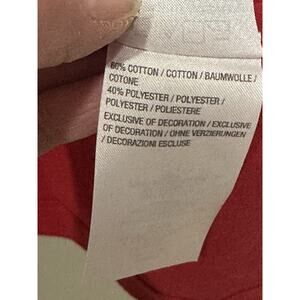 60% COTTON / COTTON / BAUMWOLLE /
COTONE
40% POLYESTER / POLYESTER /
POLYESTER / POLIESTERE
EXCLUSIVE OF DECORATION / EXCLUSIVE
OF DECORATION / OHNE VERZIERUNGEN
/ DECORAZIONI ESCLUSE